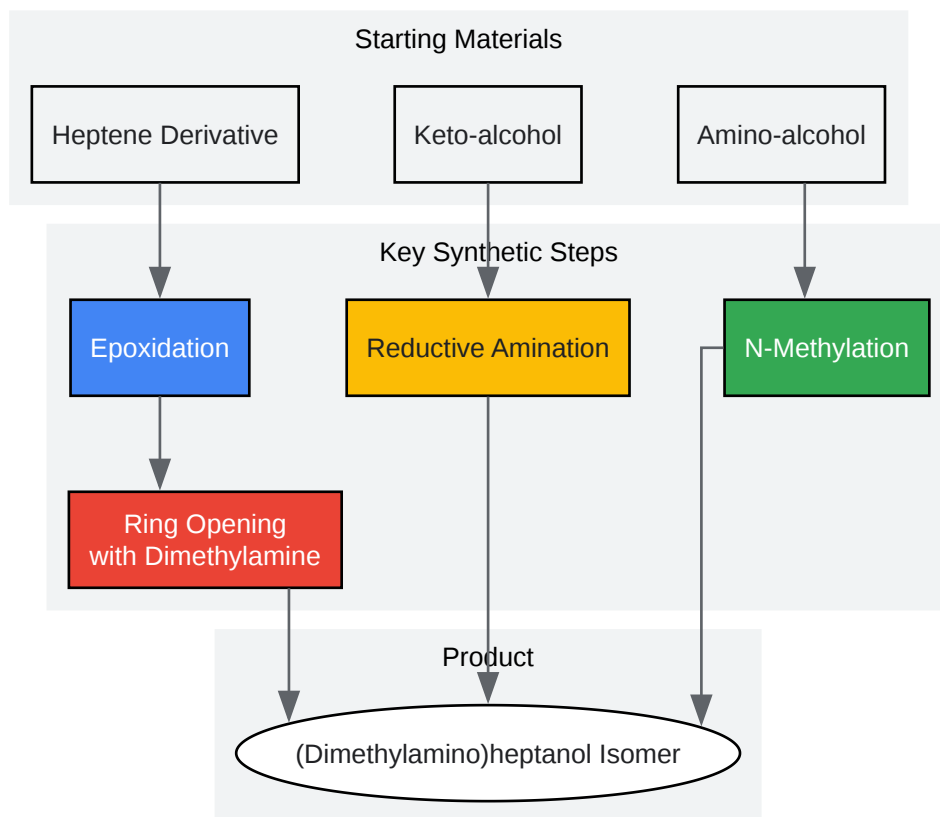 Starting Materials
Heptene Derivative
Keto-alcohol
Amino-alcohol
Key Synthetic Steps
Epoxidation
Reductive Amination
N-Methylation
Ring Opening
with Dimethylamine
Product
(Dimethylamino)heptanol Isomer